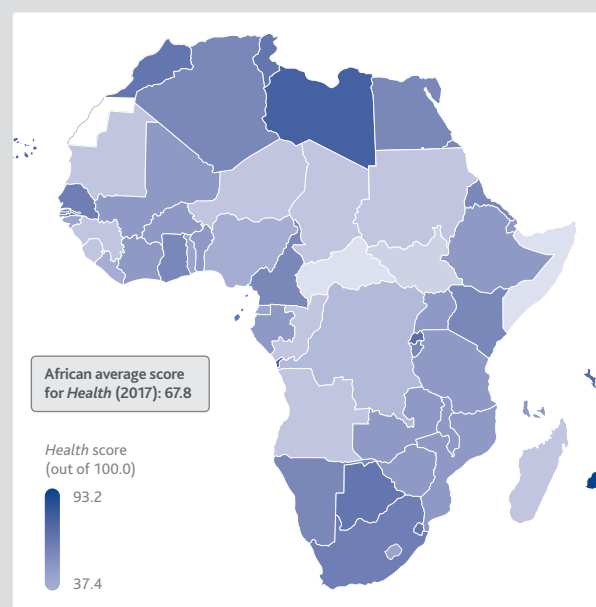 African average score
for Health (2017): 67.8
Health score
(out of 100.0)
93.2
37.4